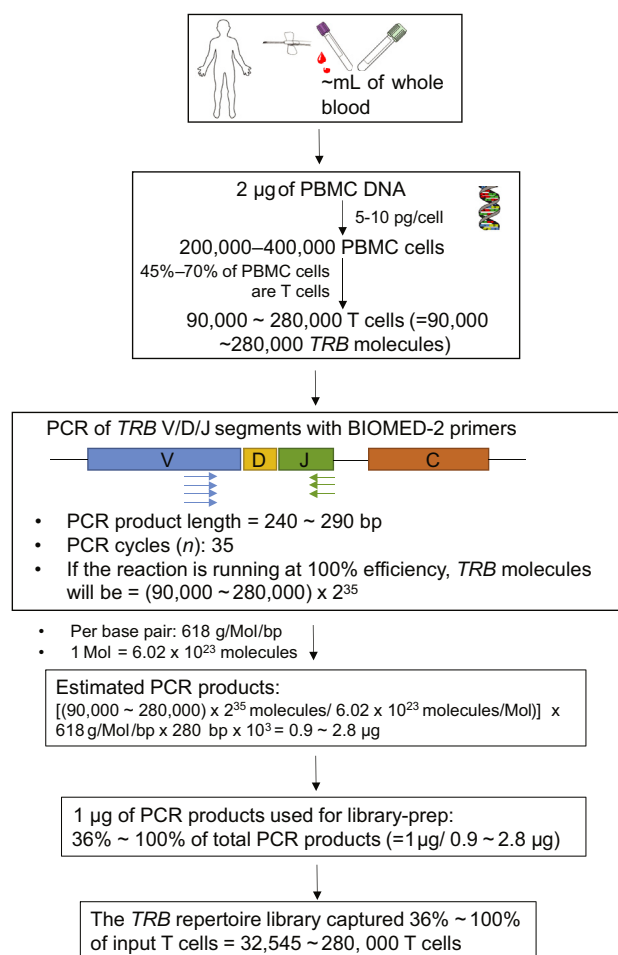 ~mL of whole
blood
2 µg of PBMC DNA
5-10 pg/cell
200,000–400,000 PBMC cells
45%–70% of PBMC cells
are T cells
90,000 ~ 280,000 T cells (=90,000
~280,000 TRB molecules)
PCR of TRB V/D/J segments with BIOMED-2 primers
V D J C
• PCR product length = 240 ~ 290 bp
• PCR cycles (n): 35
• If the reaction is running at 100% efficiency, TRB molecules
will be = (90,000 ~ 280,000) x 2³⁵
• Per base pair: 618 g/Mol/bp
• 1 Mol = 6.02 x 10²³ molecules
Estimated PCR products:
[(90,000 ~ 280,000) x 2³⁵ molecules/ 6.02 x 10²³ molecules/Mol)] x
618 g/Mol/bp x 280 bp x 10³ = 0.9 ~ 2.8 µg
1 µg of PCR products used for library-prep:
36% ~ 100% of total PCR products (=1 µg/ 0.9 ~ 2.8 µg)
The TRB repertoire library captured 36% ~ 100%
of input T cells = 32,545 ~ 280, 000 T cells